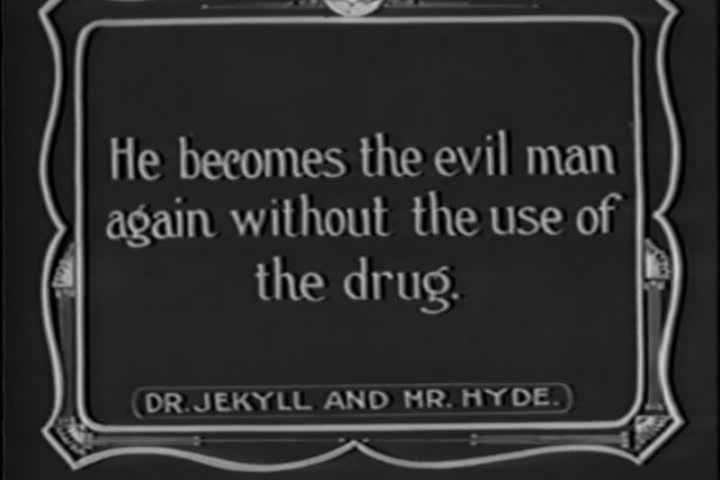 He becomes the evil man
again without the use of
the drug.
DR. JEKYLL AND MR. HYDE.